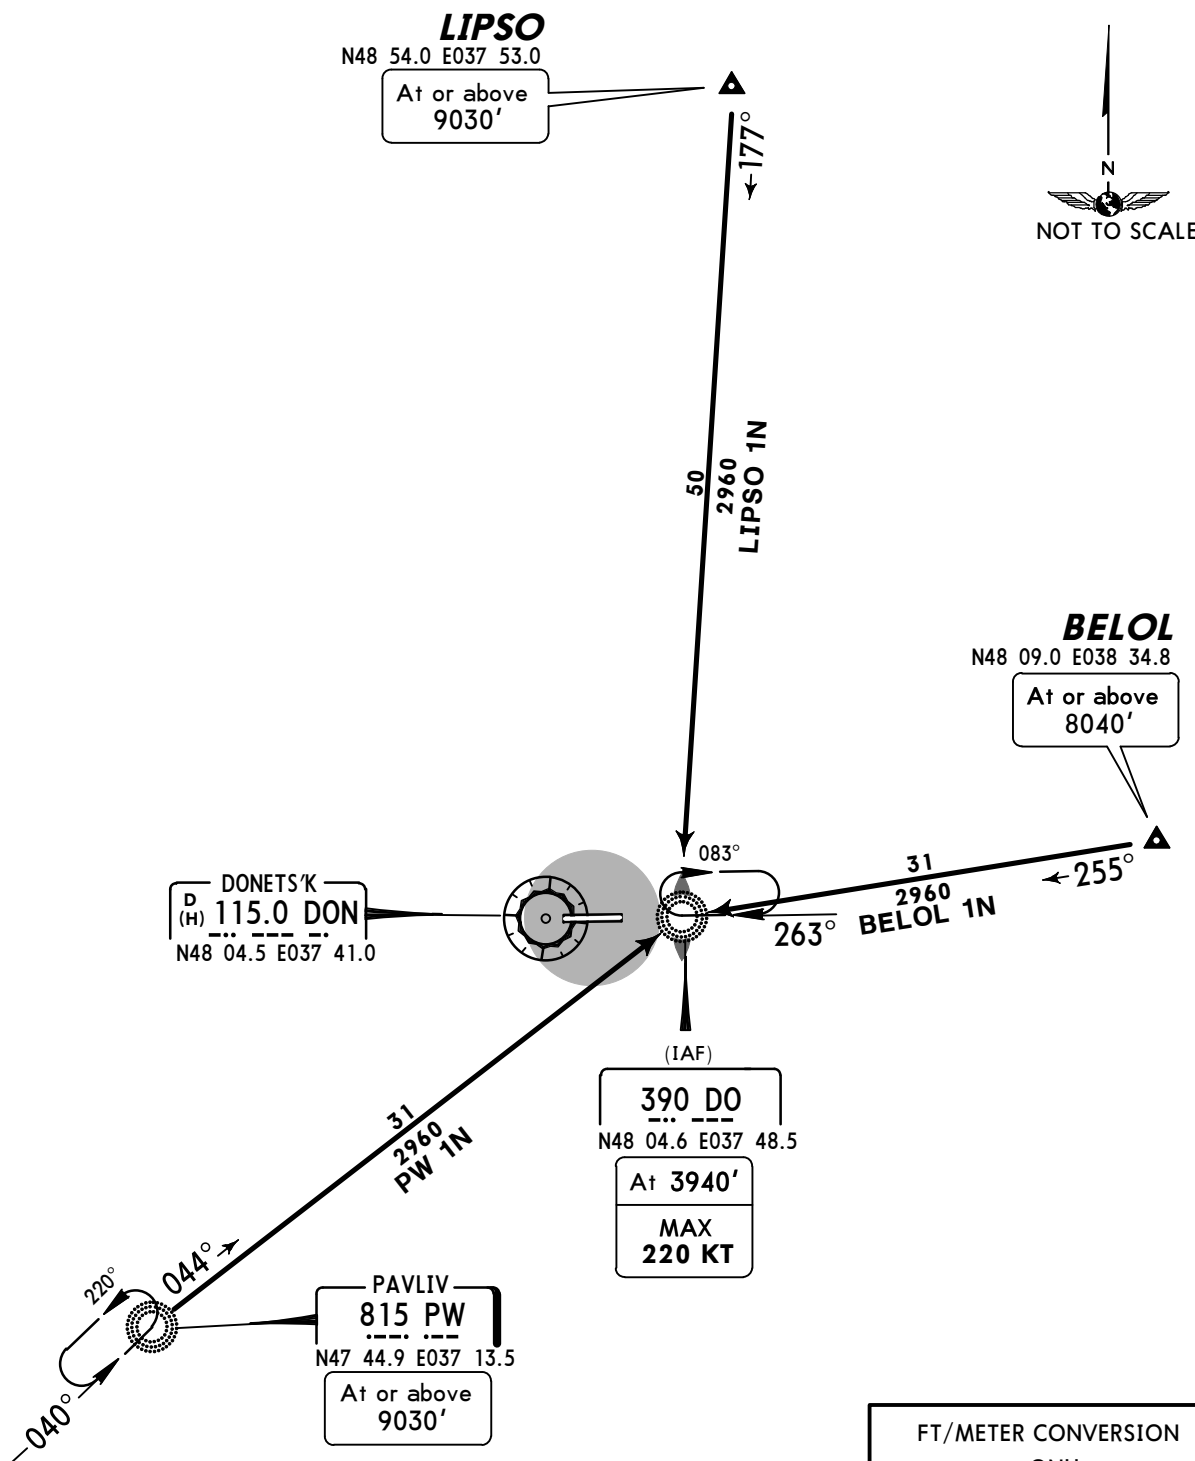 LIPSO
N48 54.0 E037 53.0
At or above
9030'
177°
N
NOT TO SCALE
50
2960
LIPSO 1N
BELOL
N48 09.0 E038 34.8
At or above
8040'
255°
31
2960
BELOL 1N
083°
263°
DONETS'K
D
(H) 115.0 DON
N48 04.5 E037 41.0
(IAF)
390 DO
N48 04.6 E037 48.5
At 3940'
MAX
220 KT
31
2960
PW 1N
044°
220°
040°
PAVLIV
815 PW
N47 44.9 E037 13.5
At or above
9030'
FT/METER CONVERSION